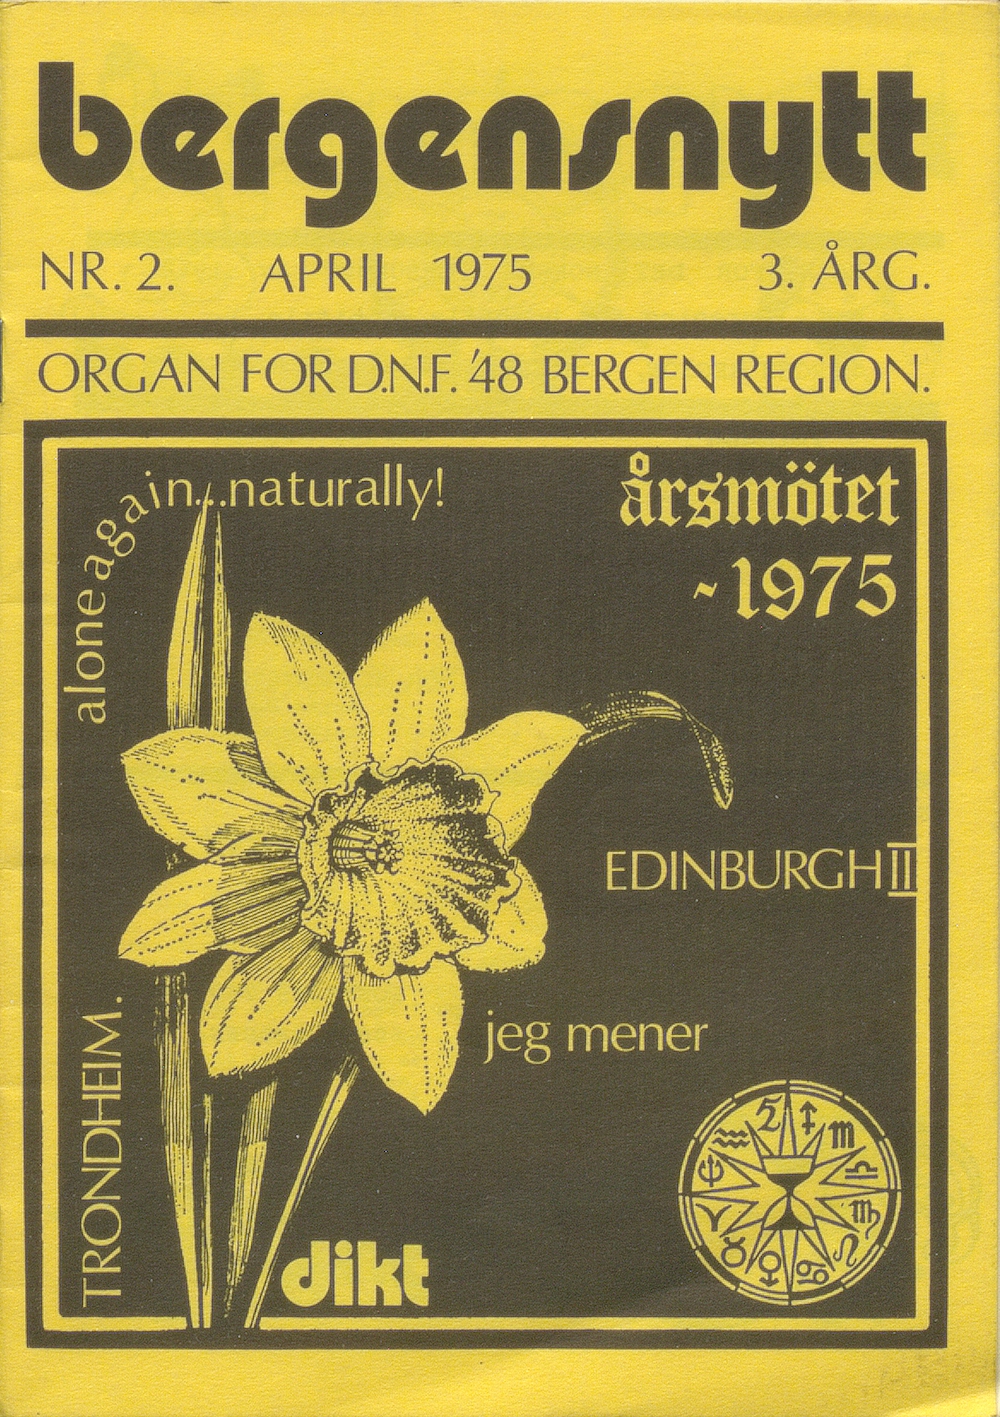 bergensnytt
NR. 2. APRIL 1975 3. ÅRG.
ORGAN FOR D.N.F. '48 BERGEN REGION.
alone again...naturally!
årsmötet
~1975
EDINBURGH II
jeg mener
TRONDHEIM.
dikt